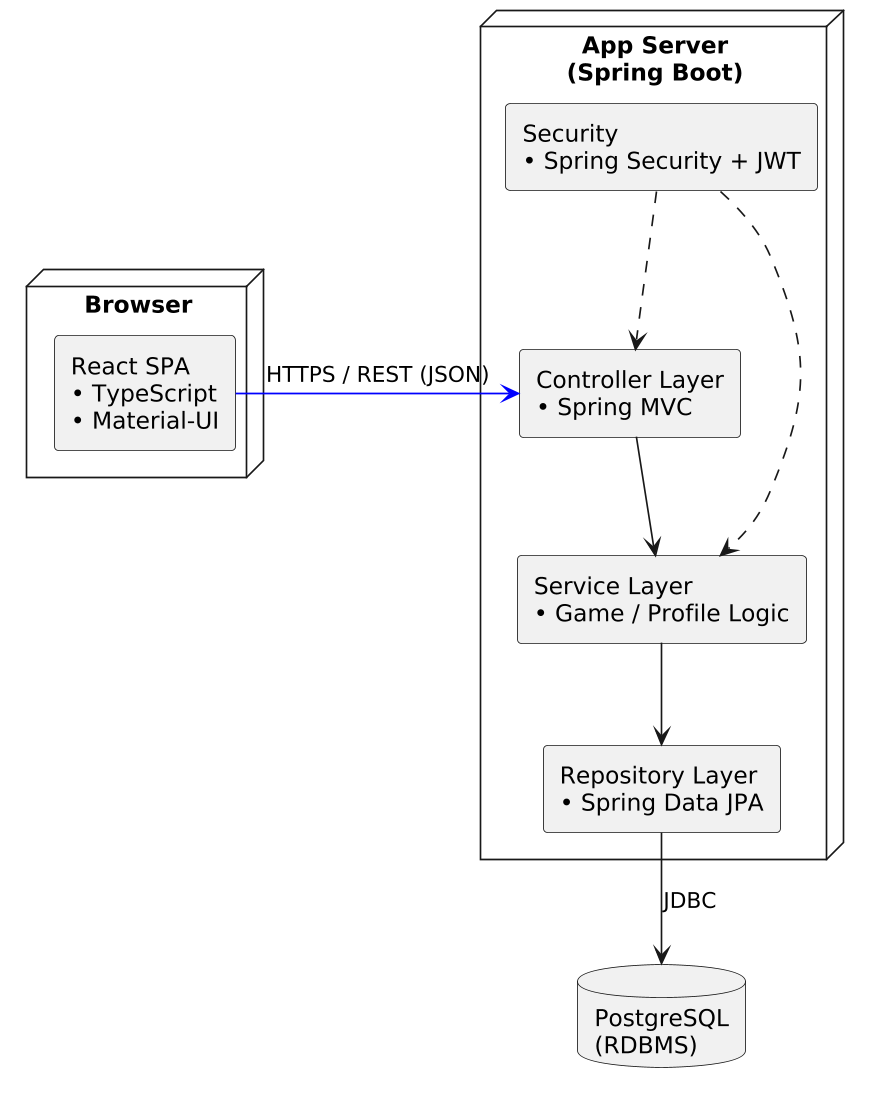 App Server
(Spring Boot)
Security
• Spring Security + JWT
Browser
React SPA
• TypeScript
• Material-UI
HTTPS / REST (JSON)
Controller Layer
• Spring MVC
Service Layer
• Game / Profile Logic
Repository Layer
• Spring Data JPA
JDBC
PostgreSQL
(RDBMS)